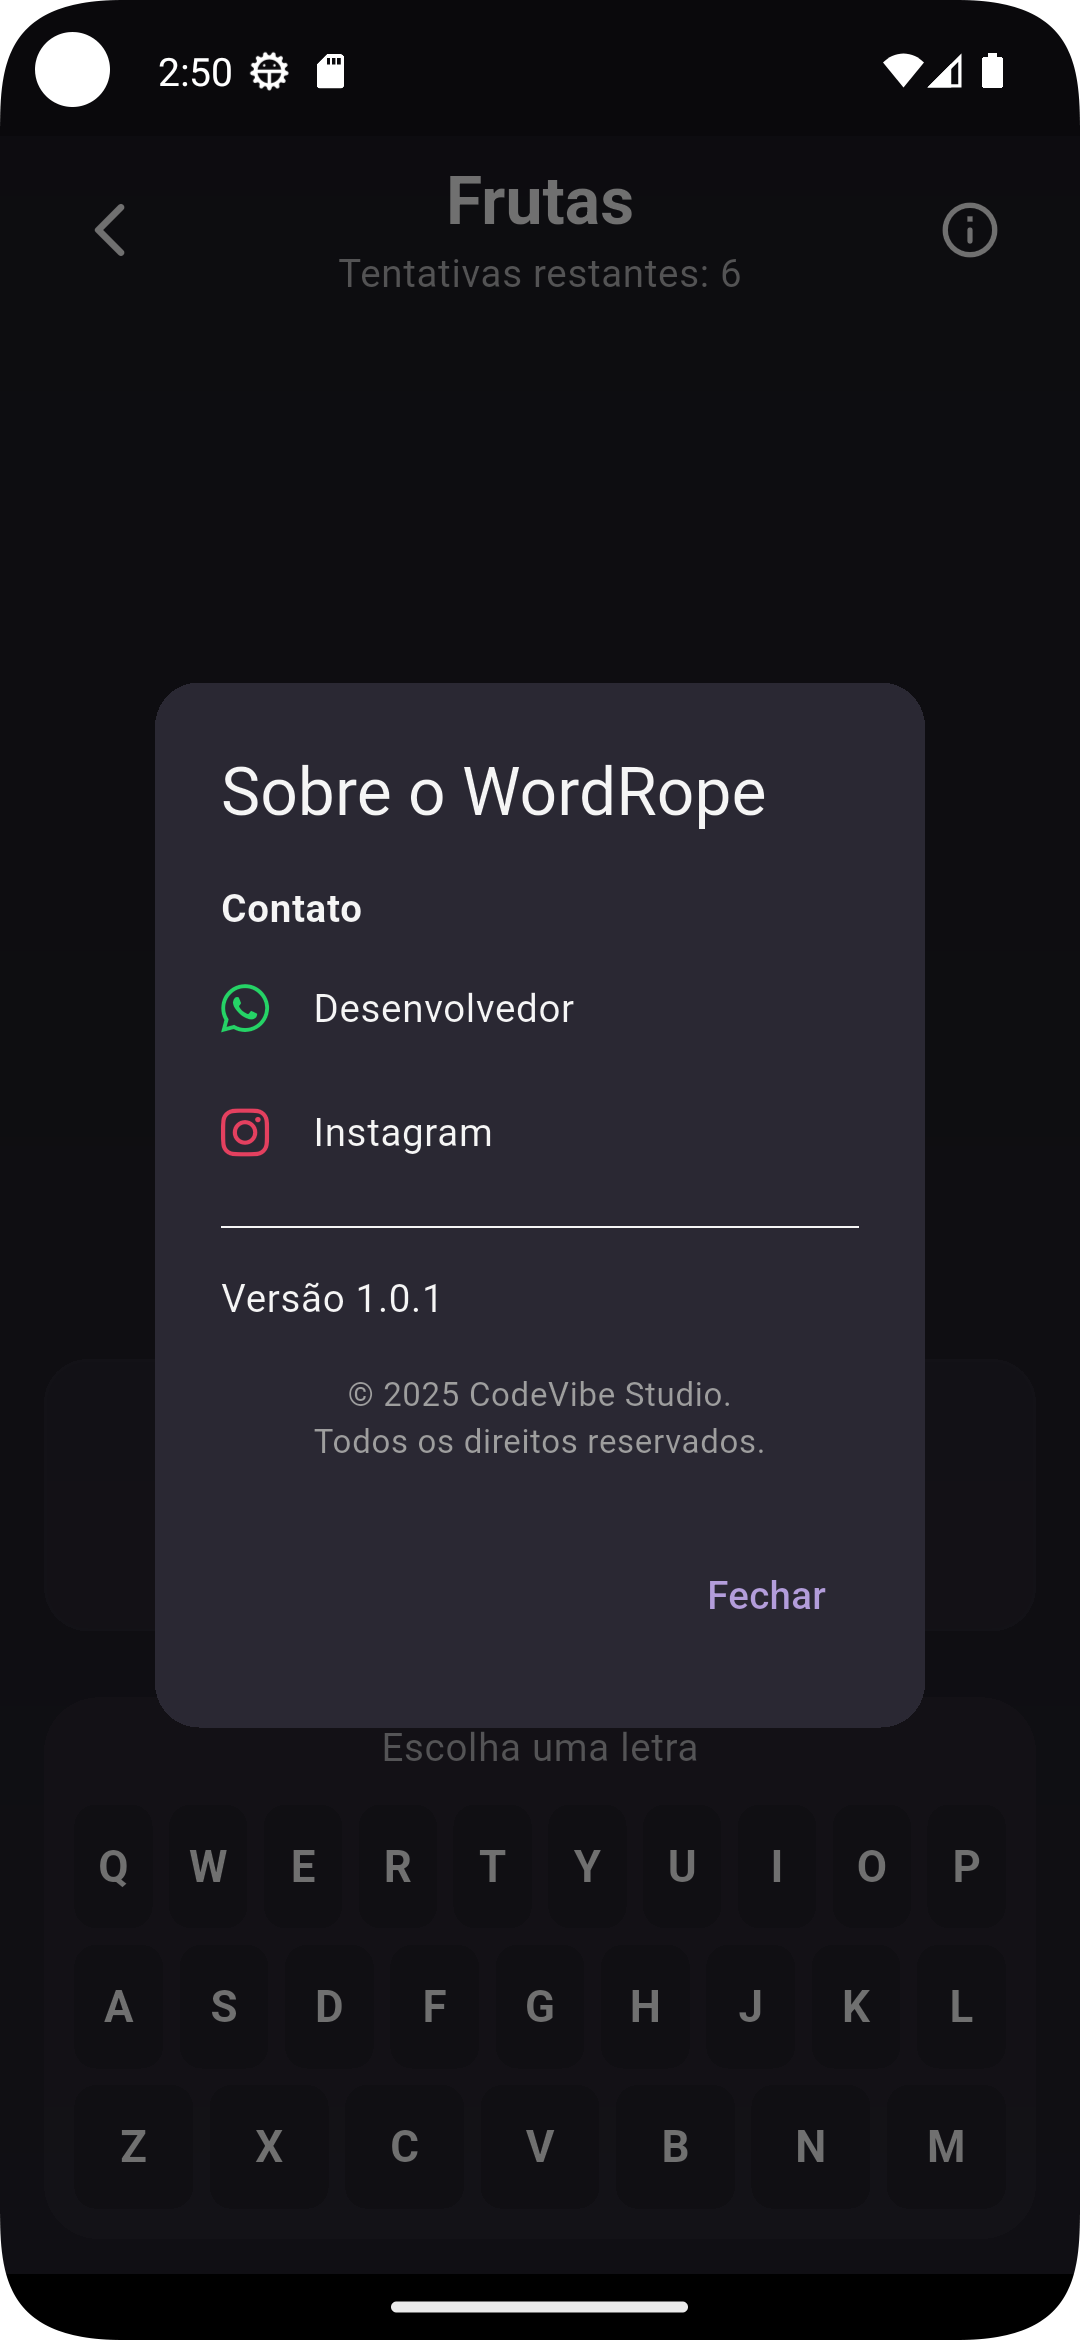 2:50
Frutas
Tentativas restantes: 6
Sobre o WordRope
Contato
Desenvolvedor
Instagram
Versão 1.0.1
© 2025 CodeVibe Studio.
Todos os direitos reservados.
Fechar
Escolha uma letra
Q W E R T Y U I O P
A S D F G H J K L
Z X C V B N M